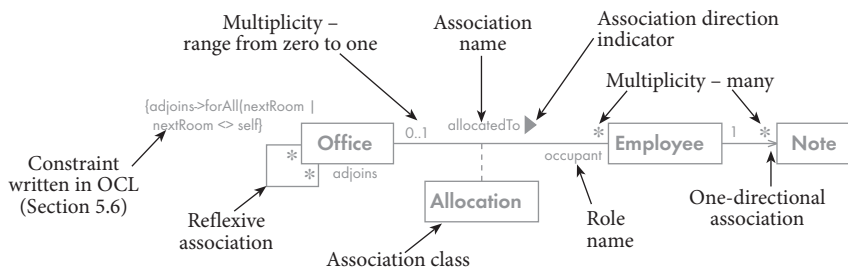 Multiplicity –
range from zero to one
Association
name
Association direction
indicator
Multiplicity – many
{adjoins->forAll(nextRoom |
nextRoom <> self}
allocatedTo
Office
0..1
*
Employee
1
*
Note
*
*
adjoins
occupant
Constraint
written in OCL
(Section 5.6)
Reflexive
association
Allocation
Association class
Role
name
One-directional
association